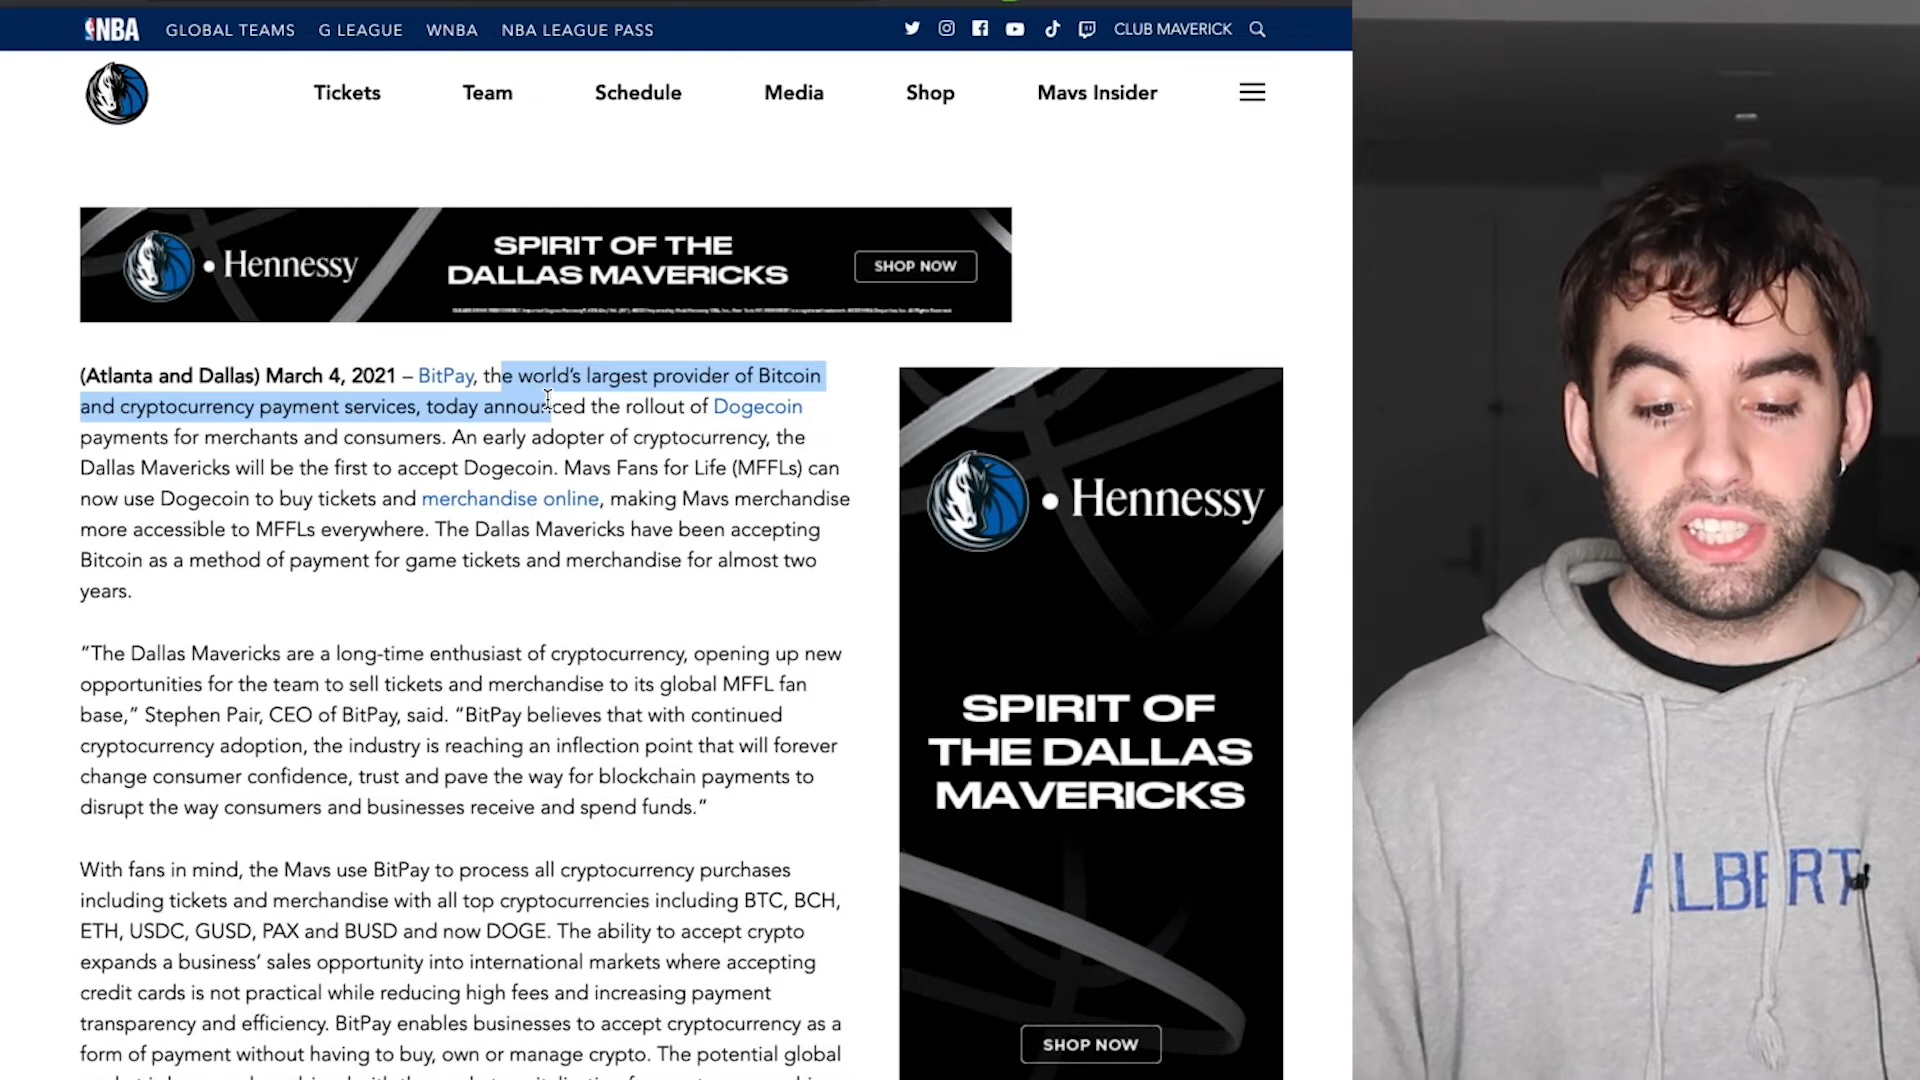 NBA GLOBAL TEAMS G LEAGUE WNBA NBA LEAGUE PASS CLUB MAVERICK
Tickets Team Schedule Media Shop Mavs Insider
Hennessy
SPIRIT OF THE
DALLAS MAVERICKS
SHOP NOW
(Atlanta and Dallas) March 4, 2021 – BitPay, the world’s largest provider of Bitcoin
and cryptocurrency payment services, today announced the rollout of Dogecoin
payments for merchants and consumers. An early adopter of cryptocurrency, the
Dallas Mavericks will be the first to accept Dogecoin. Mavs Fans for Life (MFFLs) can
now use Dogecoin to buy tickets and merchandise online, making Mavs merchandise
more accessible to MFFLs everywhere. The Dallas Mavericks have been accepting
Bitcoin as a method of payment for game tickets and merchandise for almost two
years.
“The Dallas Mavericks are a long-time enthusiast of cryptocurrency, opening up new
opportunities for the team to sell tickets and merchandise to its global MFFL fan
base,” Stephen Pair, CEO of BitPay, said. “BitPay believes that with continued
cryptocurrency adoption, the industry is reaching an inflection point that will forever
change consumer confidence, trust and pave the way for blockchain payments to
disrupt the way consumers and businesses receive and spend funds.”
With fans in mind, the Mavs use BitPay to process all cryptocurrency purchases
including tickets and merchandise with all top cryptocurrencies including BTC, BCH,
ETH, USDC, GUSD, PAX and BUSD and now DOGE. The ability to accept crypto
expands a business’ sales opportunity into international markets where accepting
credit cards is not practical while reducing high fees and increasing payment
transparency and efficiency. BitPay enables businesses to accept cryptocurrency as a
form of payment without having to buy, own or manage crypto. The potential global
Hennessy
SPIRIT OF
THE DALLAS
MAVERICKS
SHOP NOW
ALBERT